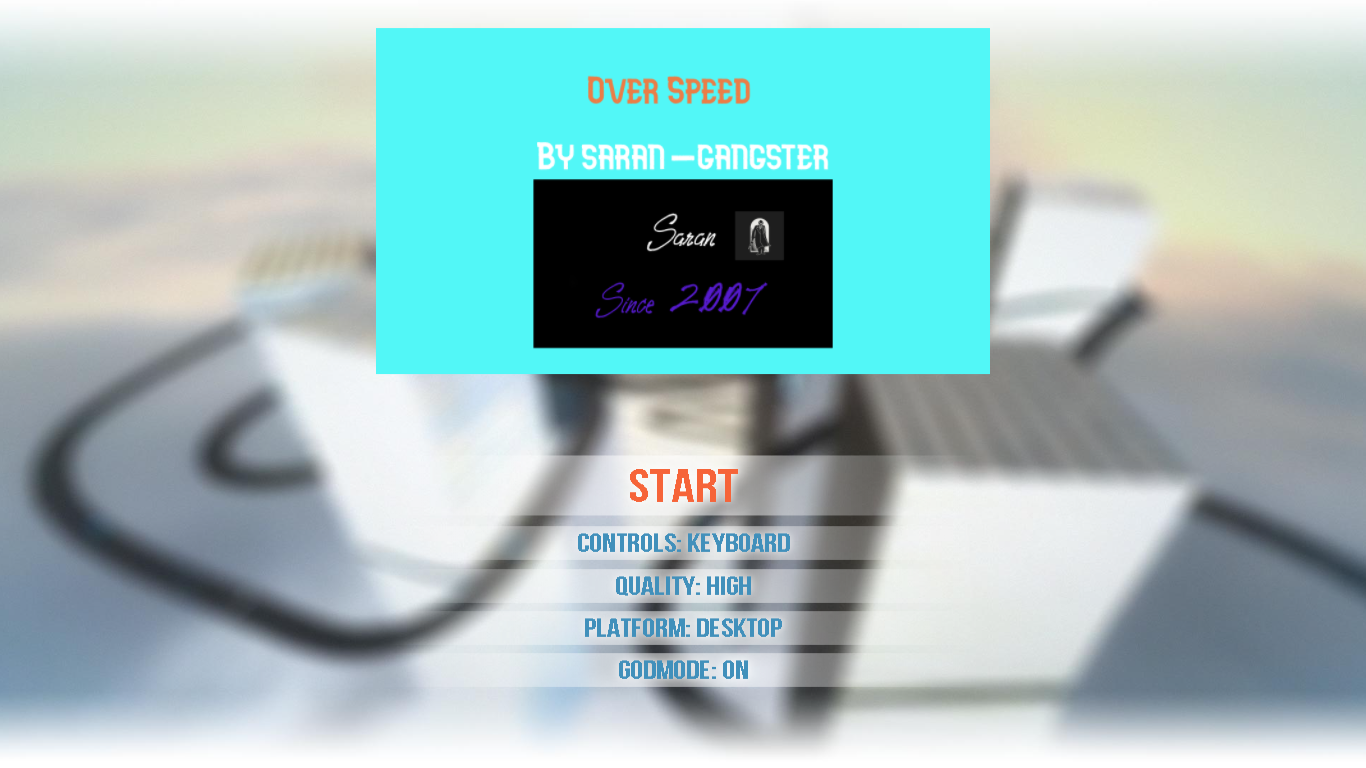 Over Speed
By saran -gangster
Saran
Since 2007
START
CONTROLS: KEYBOARD
QUALITY: HIGH
PLATFORM: DESKTOP
GODMODE: ON